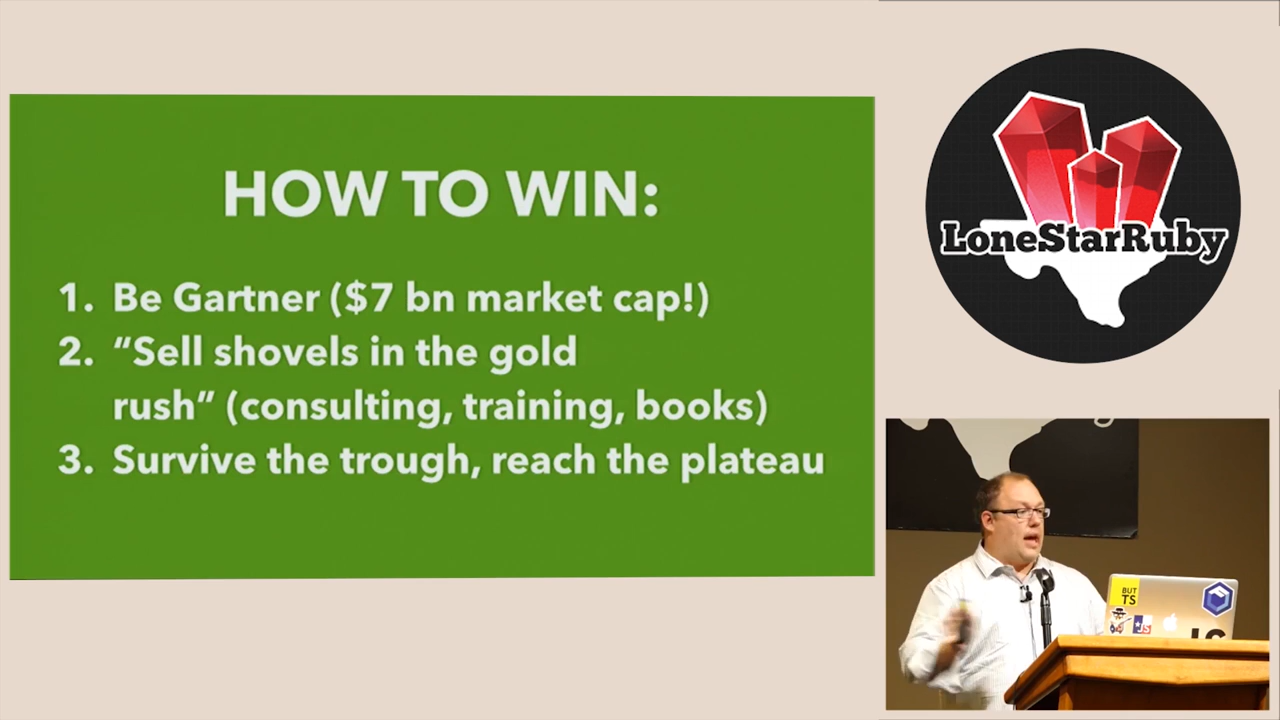 HOW TO WIN:
1. Be Gartner ($7 bn market cap!)
2. “Sell shovels in the gold
rush” (consulting, training, books)
3. Survive the trough, reach the plateau
LoneStarRuby
BUT
TS
JS